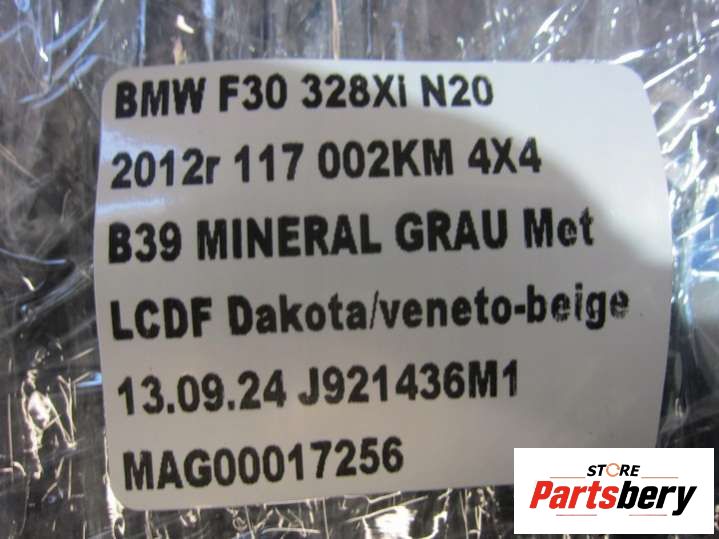 BMW F30 328Xi N20
2012r 117 002KM 4X4
B39 MINERAL GRAU Met
LCDF Dakota/veneto-beige
13.09.24 J921436M1
MAG00017256
STORE
Partsbery